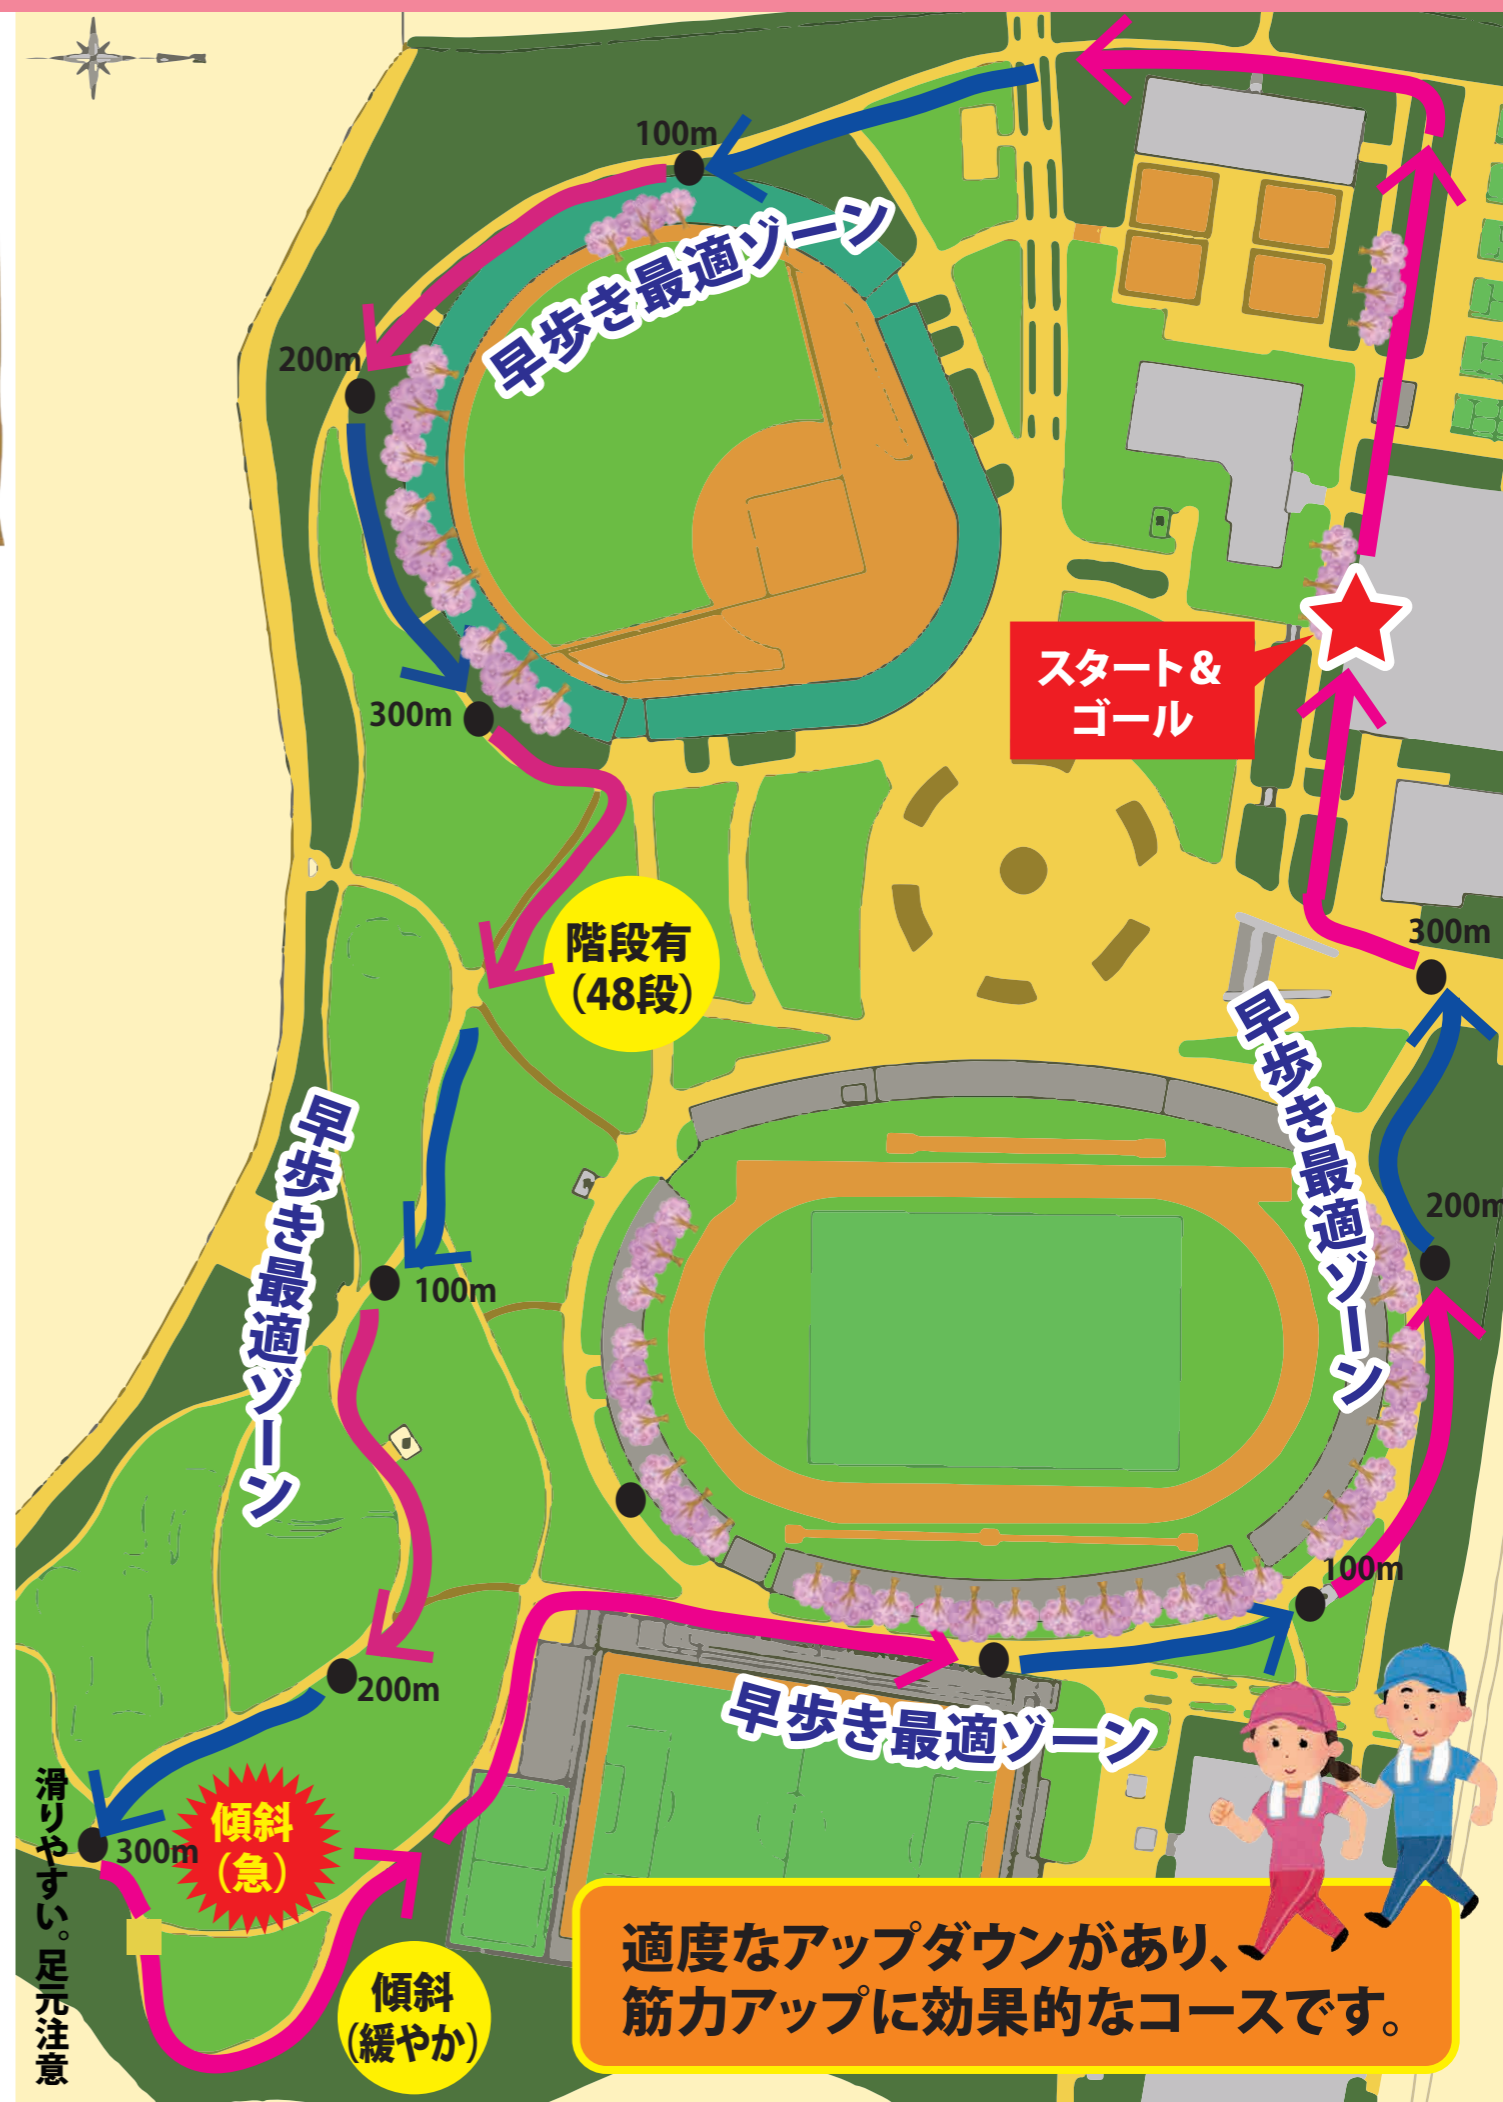 100m
早歩き最適ゾーン
200m
300m
スタート&
ゴール
階段有
(48段)
300m
早歩き最適ゾーン
200m
早歩き最適ゾーン
100m
100m
200m
早歩き最適ゾーン
300m
傾斜
(急)
滑りやすい。足元注意
傾斜
(緩やか)
適度なアップダウンがあり、
筋力アップに効果的なコースです。